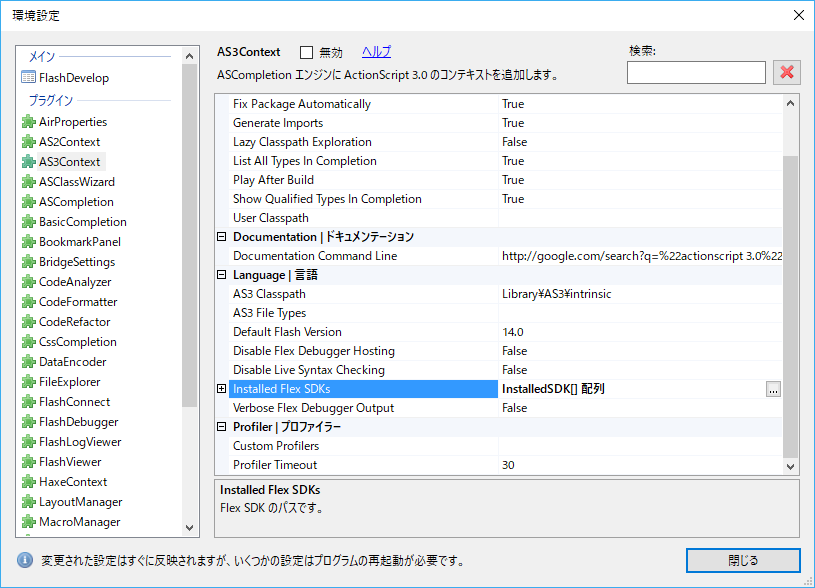 環境設定
メイン
FlashDevelop
プラグイン
AirProperties
AS2Context
AS3Context
ASClassWizard
ASCompletion
BasicCompletion
BookmarkPanel
BridgeSettings
CodeAnalyzer
CodeFormatter
CodeRefactor
CssCompletion
DataEncoder
FileExplorer
FlashConnect
FlashDebugger
FlashLogViewer
FlashViewer
HaxeContext
LayoutManager
MacroManager
AS3Context 無効 ヘルプ 検索:
ASCompletion エンジンに ActionScript 3.0 のコンテキストを追加します。
Fix Package Automatically True
Generate Imports True
Lazy Classpath Exploration False
List All Types In Completion True
Play After Build True
Show Qualified Types In Completion True
User Classpath
Documentation | ドキュメンテーション
Documentation Command Line http://google.com/search?q=%22actionscript 3.0%22
Language | 言語
AS3 Classpath Library¥AS3¥intrinsic
AS3 File Types
Default Flash Version 14.0
Disable Flex Debugger Hosting False
Disable Live Syntax Checking False
Installed Flex SDKs InstalledSDK[] 配列 ...
Verbose Flex Debugger Output False
Profiler | プロファイラー
Custom Profilers
Profiler Timeout 30
Installed Flex SDKs
Flex SDK のパスです。
変更された設定はすぐに反映されますが、いくつかの設定はプログラムの再起動が必要です。
閉じる